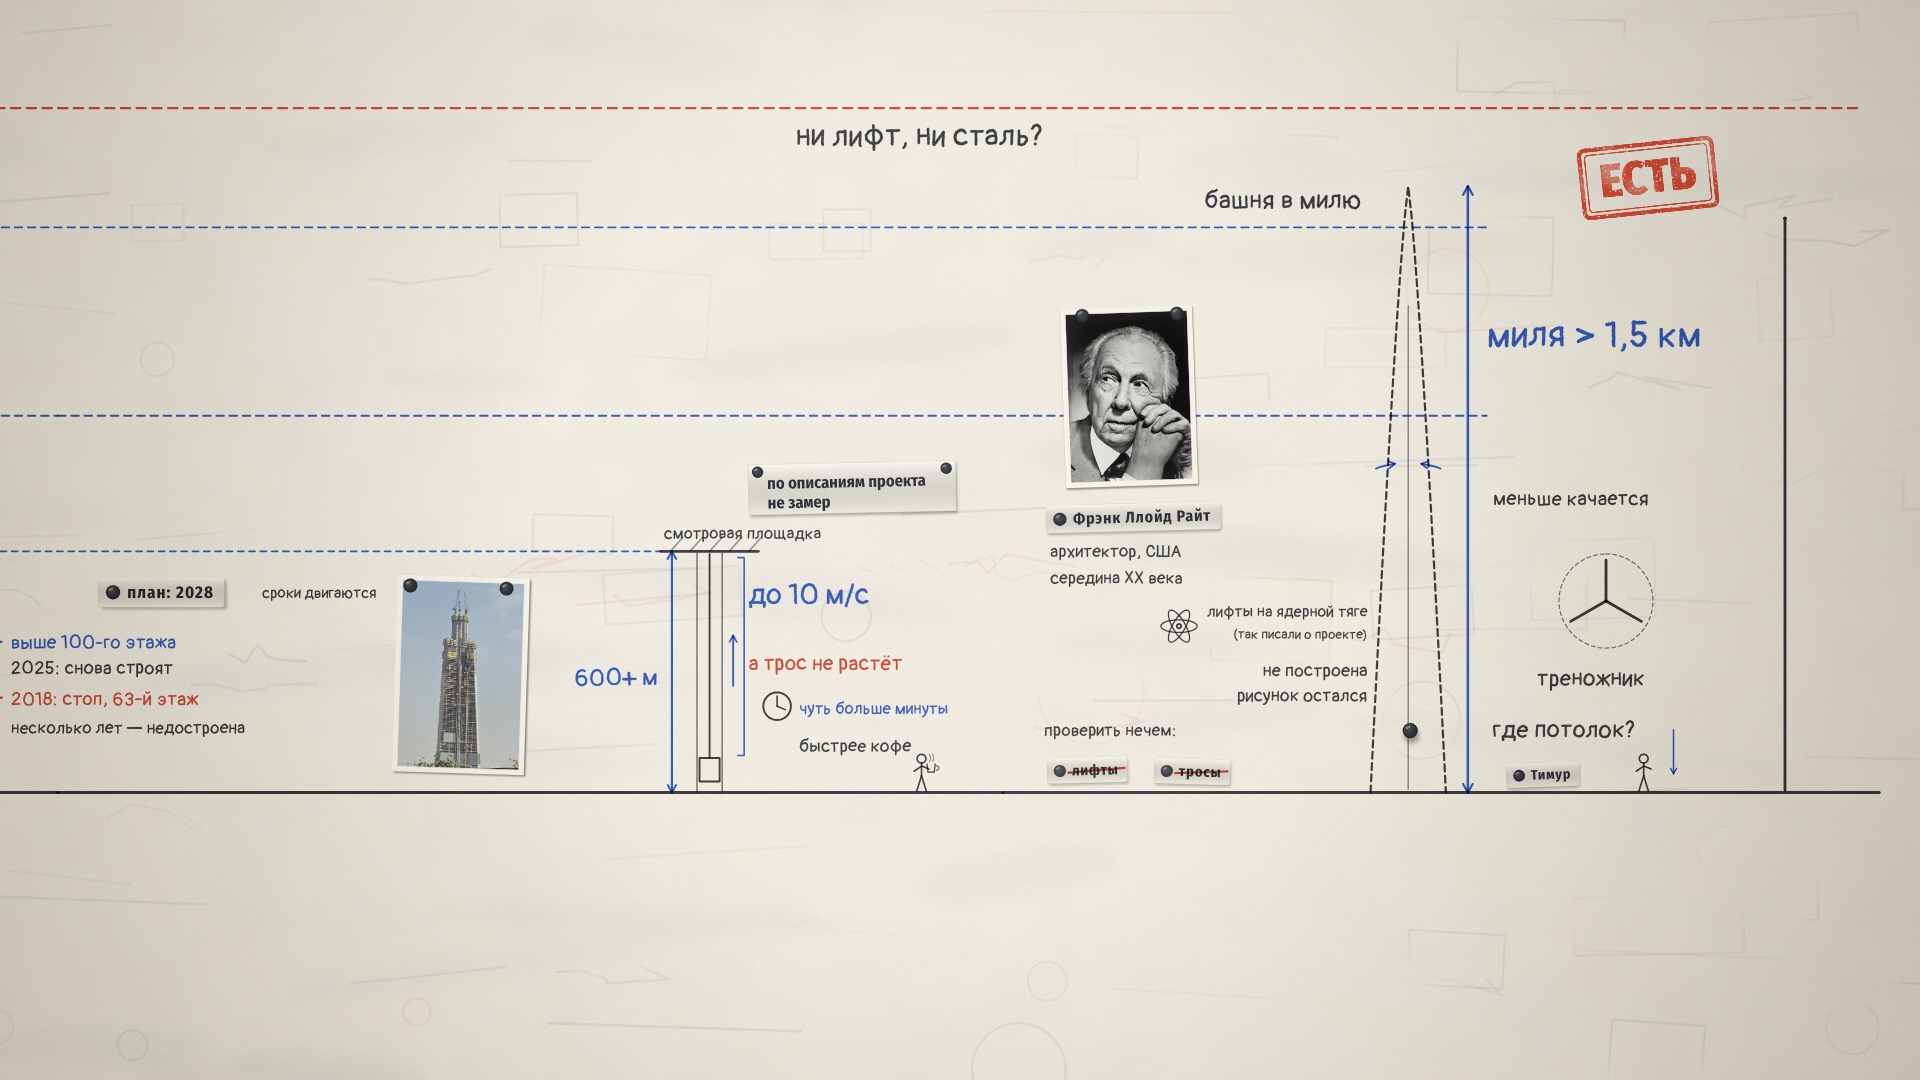 ни лифт, ни сталь?
ЕСТЬ
башня в милю
миля > 1,5 км
по описаниям проекта
не замер
смотровая площадка
меньше качается
Фрэнк Ллойд Райт
архитектор, США
середина XX века
план: 2028
сроки двигаются
до 10 м/с
лифты на ядерной тяге
(так писали о проекте)
выше 100-го этажа
2025: снова строят
2018: стоп, 63-й этаж
несколько лет — недостроена
600+ м
а трос не растёт
чуть больше минуты
быстрее кофе
не построена
рисунок остался
треножник
проверить нечем:
где потолок?
лифты
тросы
Тимур